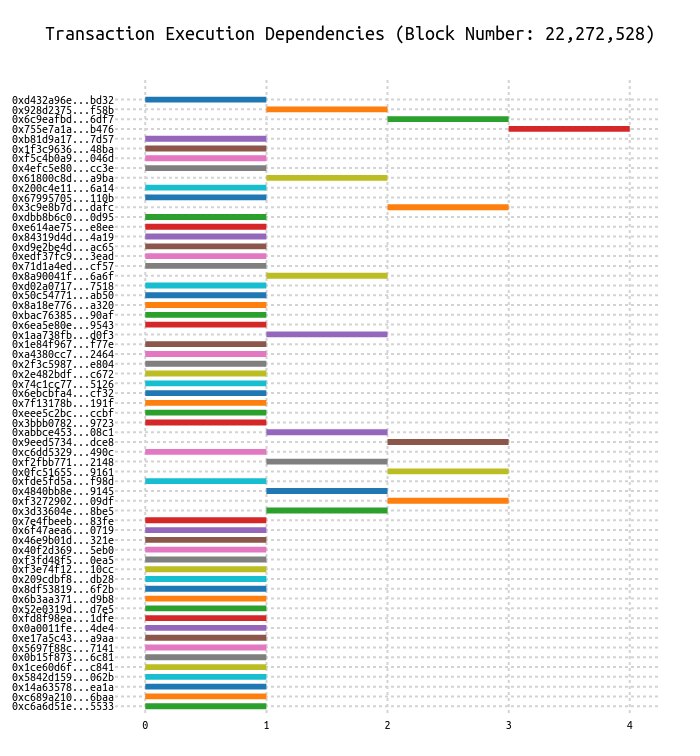 Transaction Execution Dependencies (Block Number: 22,272,528)
0xd432a96e...bd32
0x928d2375...f58b
0x6c9eafbd...6df7
0x755e7a1a...b476
0xb81d9a17...7d57
0x1f3c9636...48ba
0xf5c4b0a9...046d
0x4efc5e80...cc3e
0x61800c8d...a9ba
0x200c4e11...6a14
0x67995705...110b
0x3c9e8b7d...dafc
0xdbb8b6c0...0d95
0xe614ae75...e8ee
0x84319d4d...4a19
0xd9e2be4d...ac65
0xedf37fc9...3ead
0x71d1a4ed...cf57
0x8a90041f...6a6f
0xd02a0717...7518
0x50c54771...ab50
0x8a18e776...a320
0xbac76385...90af
0x6ea5e80e...9543
0x1aa738fb...d0f3
0x1e84f967...f77e
0xa4380cc7...2464
0x2f3c5987...e804
0x2e482bdf...c672
0x74c1cc77...5126
0x6ebcbfa4...cf32
0x7f13178b...191f
0xeee5c2bc...ccbf
0x3bbb0782...9723
0xabbce453...08c1
0x9eed5734...dce8
0xc6dd5329...490c
0xf2fbb771...2148
0x0fc51655...9161
0xfde5fd5a...f98d
0x4840bb8e...9145
0xf3272902...09df
0x3d33604e...8be5
0x7e4fbeeb...83fe
0x6f47aea6...0719
0x46e9b01d...321e
0x40f2d369...5eb0
0xf3fd48f5...0ea5
0xf3e74f12...10cc
0x209cdbf8...db28
0x8df53819...6f2b
0x6b3aa371...d9b8
0x52e0319d...d7e5
0xfd8f98ea...1dfe
0x0a0011fe...4de4
0xe17a5c43...a9aa
0x5697f88c...7141
0x0b15f873...6c81
0x1ce60d6f...c841
0x5842d159...062b
0x14a63578...ea1a
0xc689a210...6baa
0xc6a6d51e...5533
0 1 2 3 4